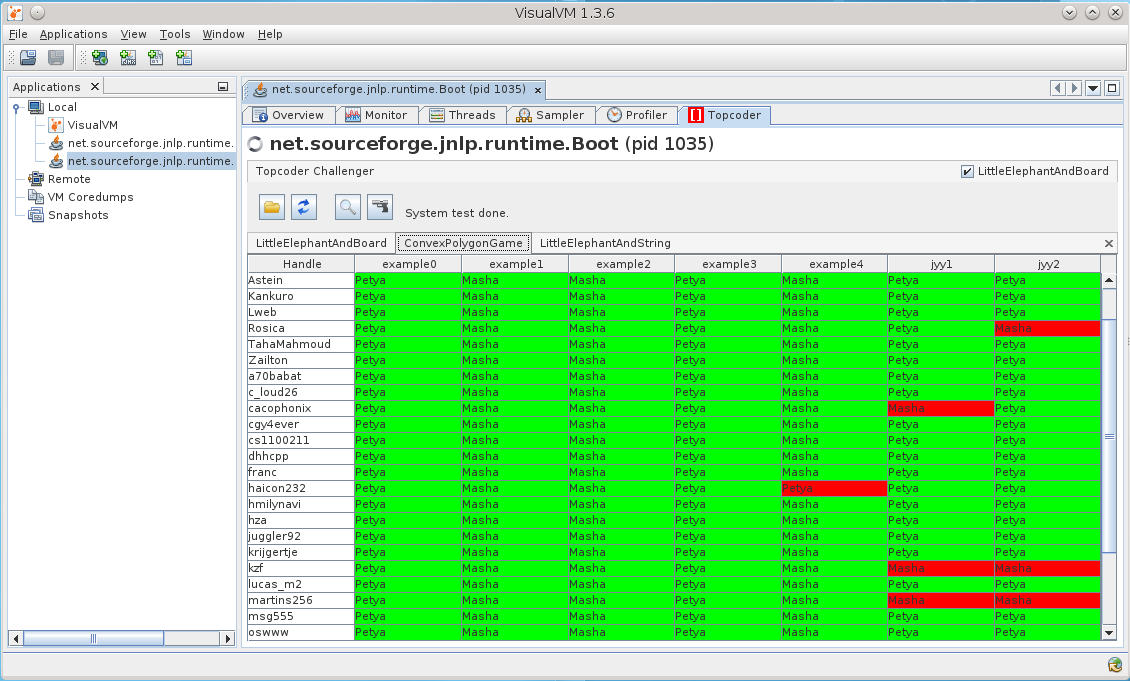 VisualVM 1.3.6
File Applications View Tools Window Help
Applications
net.sourceforge.jnlp.runtime.Boot (pid 1035)
Local
VisualVM
net.sourceforge.jnlp.runtime.
net.sourceforge.jnlp.runtime.
Remote
VM Coredumps
Snapshots
Overview Monitor Threads Sampler Profiler Topcoder
net.sourceforge.jnlp.runtime.Boot (pid 1035)
Topcoder Challenger LittleElephantAndBoard
System test done.
LittleElephantAndBoard ConvexPolygonGame LittleElephantAndString
Handle example0 example1 example2 example3 example4 jyy1 jyy2
Astein Petya Masha Masha Petya Masha Petya Petya
Kankuro Petya Masha Masha Petya Masha Petya Petya
Lweb Petya Masha Masha Petya Masha Petya Petya
Rosica Petya Masha Masha Petya Masha Petya Masha
TahaMahmoud Petya Masha Masha Petya Masha Petya Petya
Zailton Petya Masha Masha Petya Masha Petya Petya
a70babat Petya Masha Masha Petya Masha Petya Petya
c_loud26 Petya Masha Masha Petya Masha Petya Petya
cacophonix Petya Masha Masha Petya Masha Masha Petya
cgy4ever Petya Masha Masha Petya Masha Petya Petya
cs1100211 Petya Masha Masha Petya Masha Petya Petya
dhhcpp Petya Masha Masha Petya Masha Petya Petya
franc Petya Masha Masha Petya Masha Petya Petya
haicon232 Petya Masha Masha Petya Petya Petya Petya
hmilynavi Petya Masha Masha Petya Masha Petya Petya
hza Petya Masha Masha Petya Masha Petya Petya
juggler92 Petya Masha Masha Petya Masha Petya Petya
krijgertje Petya Masha Masha Petya Masha Petya Petya
kzf Petya Masha Masha Petya Masha Masha Masha
lucas_m2 Petya Masha Masha Petya Masha Petya Petya
martins256 Petya Masha Masha Petya Masha Masha Masha
msg555 Petya Masha Masha Petya Masha Petya Petya
oswww Petya Masha Masha Petya Masha Petya Petya